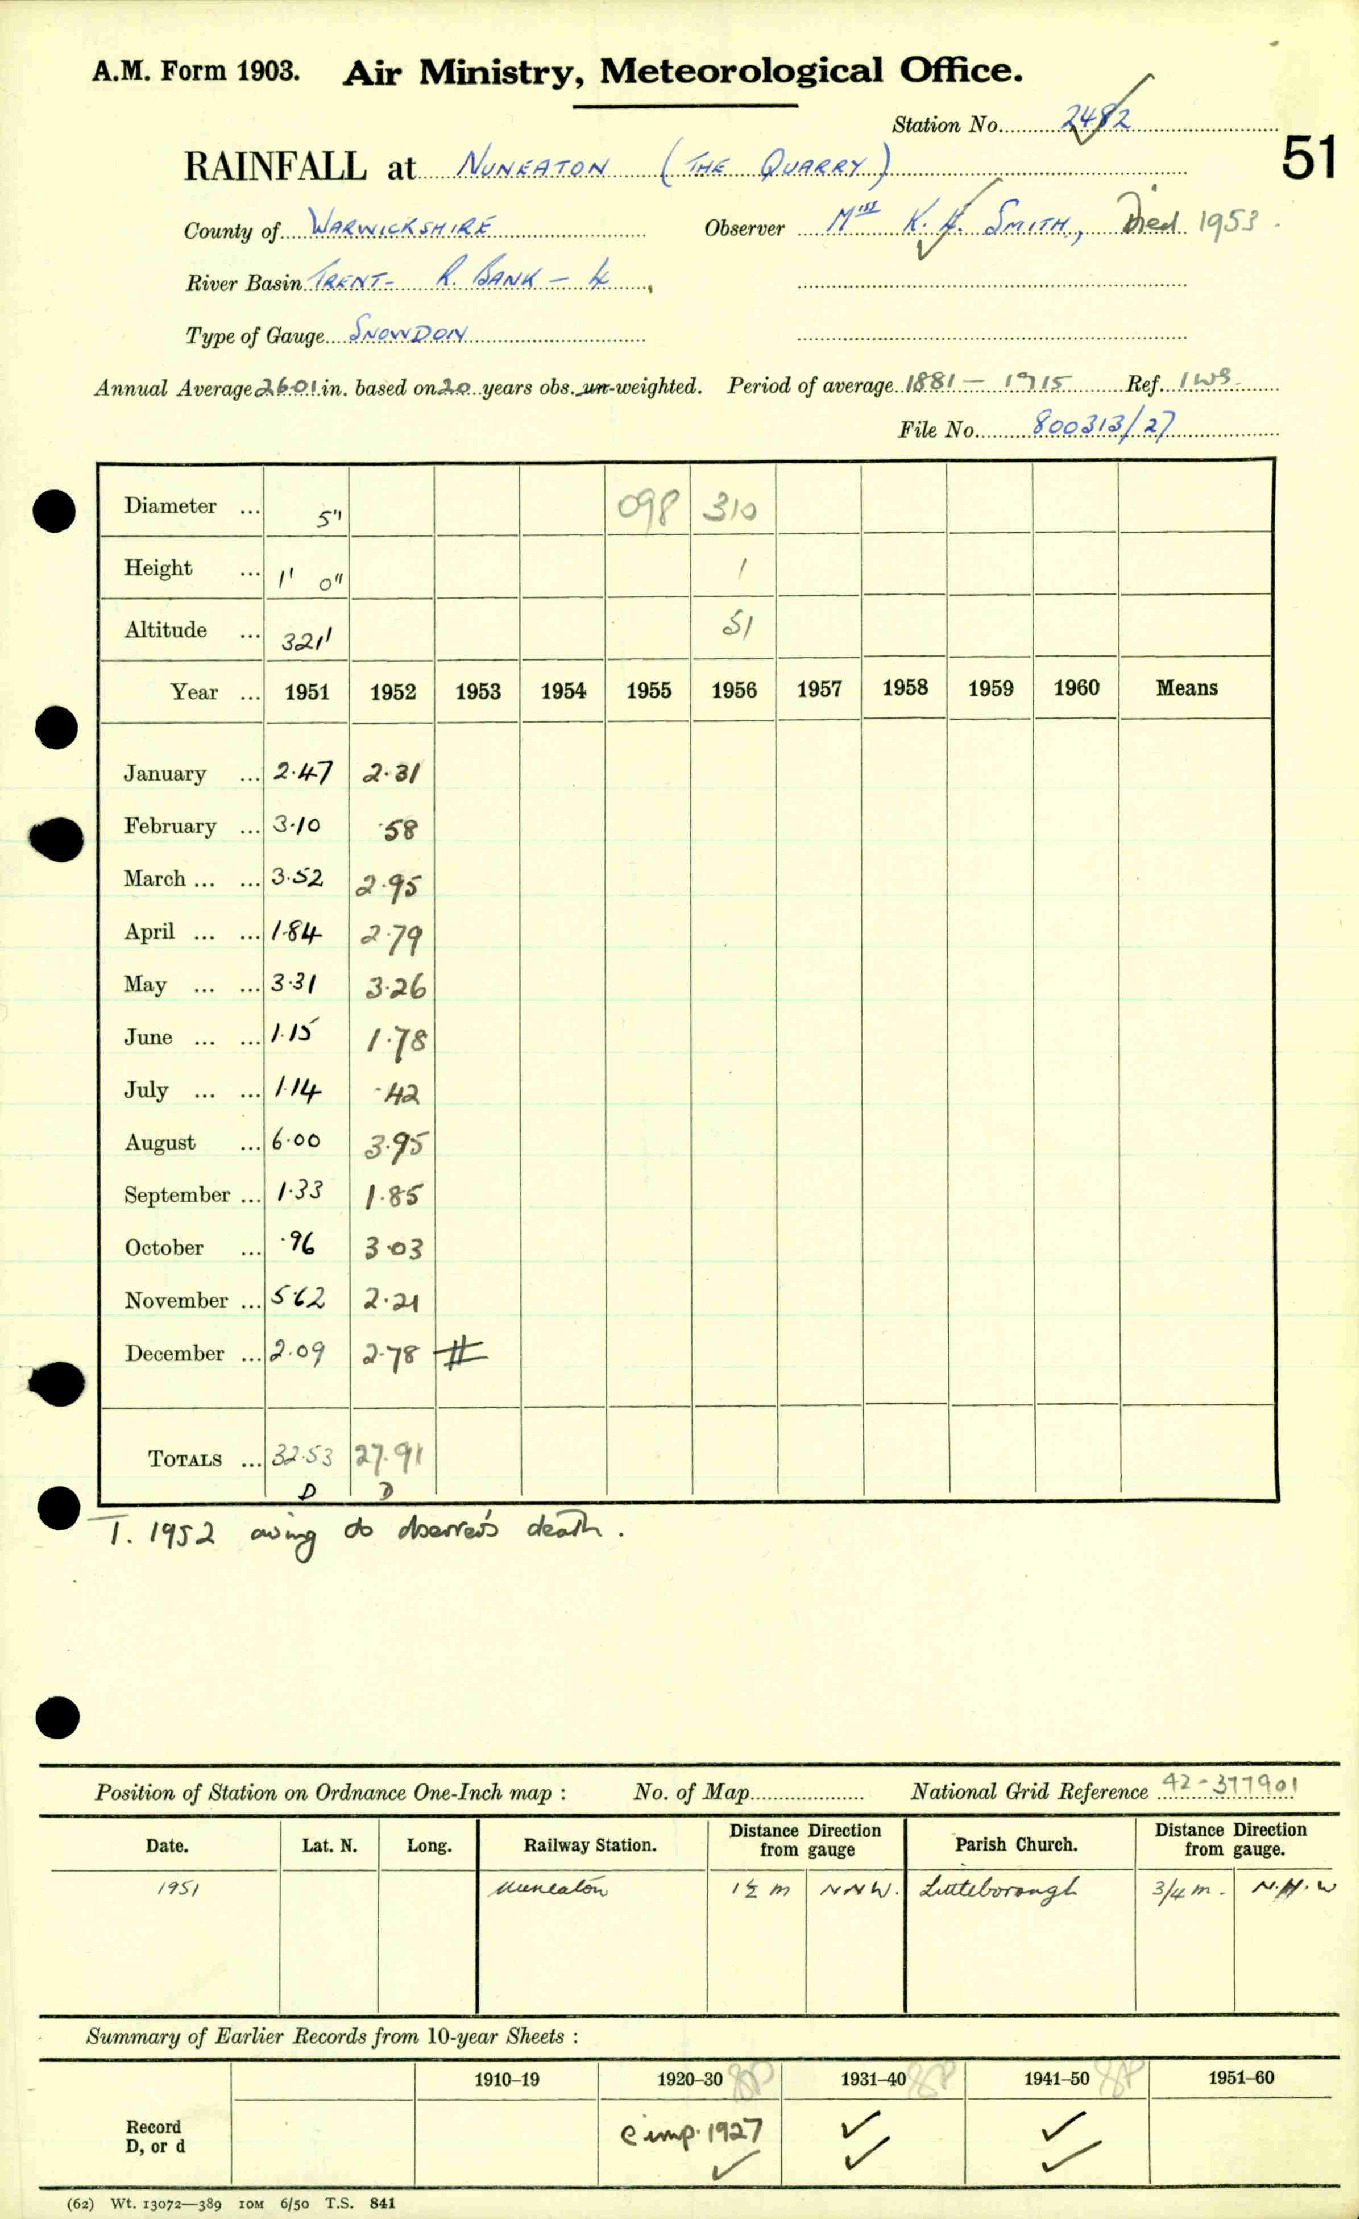 A.M. Form 1903. Air Ministry, Meteorological Office.
Station No. 2482
51
RAINFALL at NUNEATON (THE QUARRY)
County of WARWICKSHIRE Observer K. H. SMITH, Died 1953.
River Basin TRENT - R. BANK - 4
Type of Gauge SNOWDON
Annual Average 26.01 in. based on 20 years obs. un-weighted. Period of average 1881 - 1915 Ref. IWS
File No. 800313/27
Diameter ... 5" 098 310
Height ... 1' 0" 1
Altitude ... 321' 51
Year ... 1951 1952 1953 1954 1955 1956 1957 1958 1959 1960 Means
January ... 2.47 2.31
February ... 3.10 .58
March ... ... 3.52 2.95
April ... ... 1.84 2.79
May ... ... 3.31 3.26
June ... ... 1.15 1.78
July ... ... 1.14 .42
August ... 6.00 3.95
September ... 1.33 1.85
October ... .96 3.03
November ... 5.62 2.21
December ... 2.09 2.78 #
TOTALS ... 32.53 27.91
D D
T. 1952 owing to observer's death.
Position of Station on Ordnance One-Inch map : No. of Map National Grid Reference 42-377901
Date. Lat. N. Long. Railway Station. Distance Direction from gauge Parish Church. Distance Direction from gauge.
1951 Nuneaton 1½ m N N W. 3/4 m. N.N.W
Summary of Earlier Records from 10-year Sheets :
1910–19 1920–30 1931–40 1941–50 1951–60
Record D, or d c imp. 1927 ✓ ✓ ✓ ✓ ✓
(62) Wt. 13072—389 10M 6/50 T.S. 841